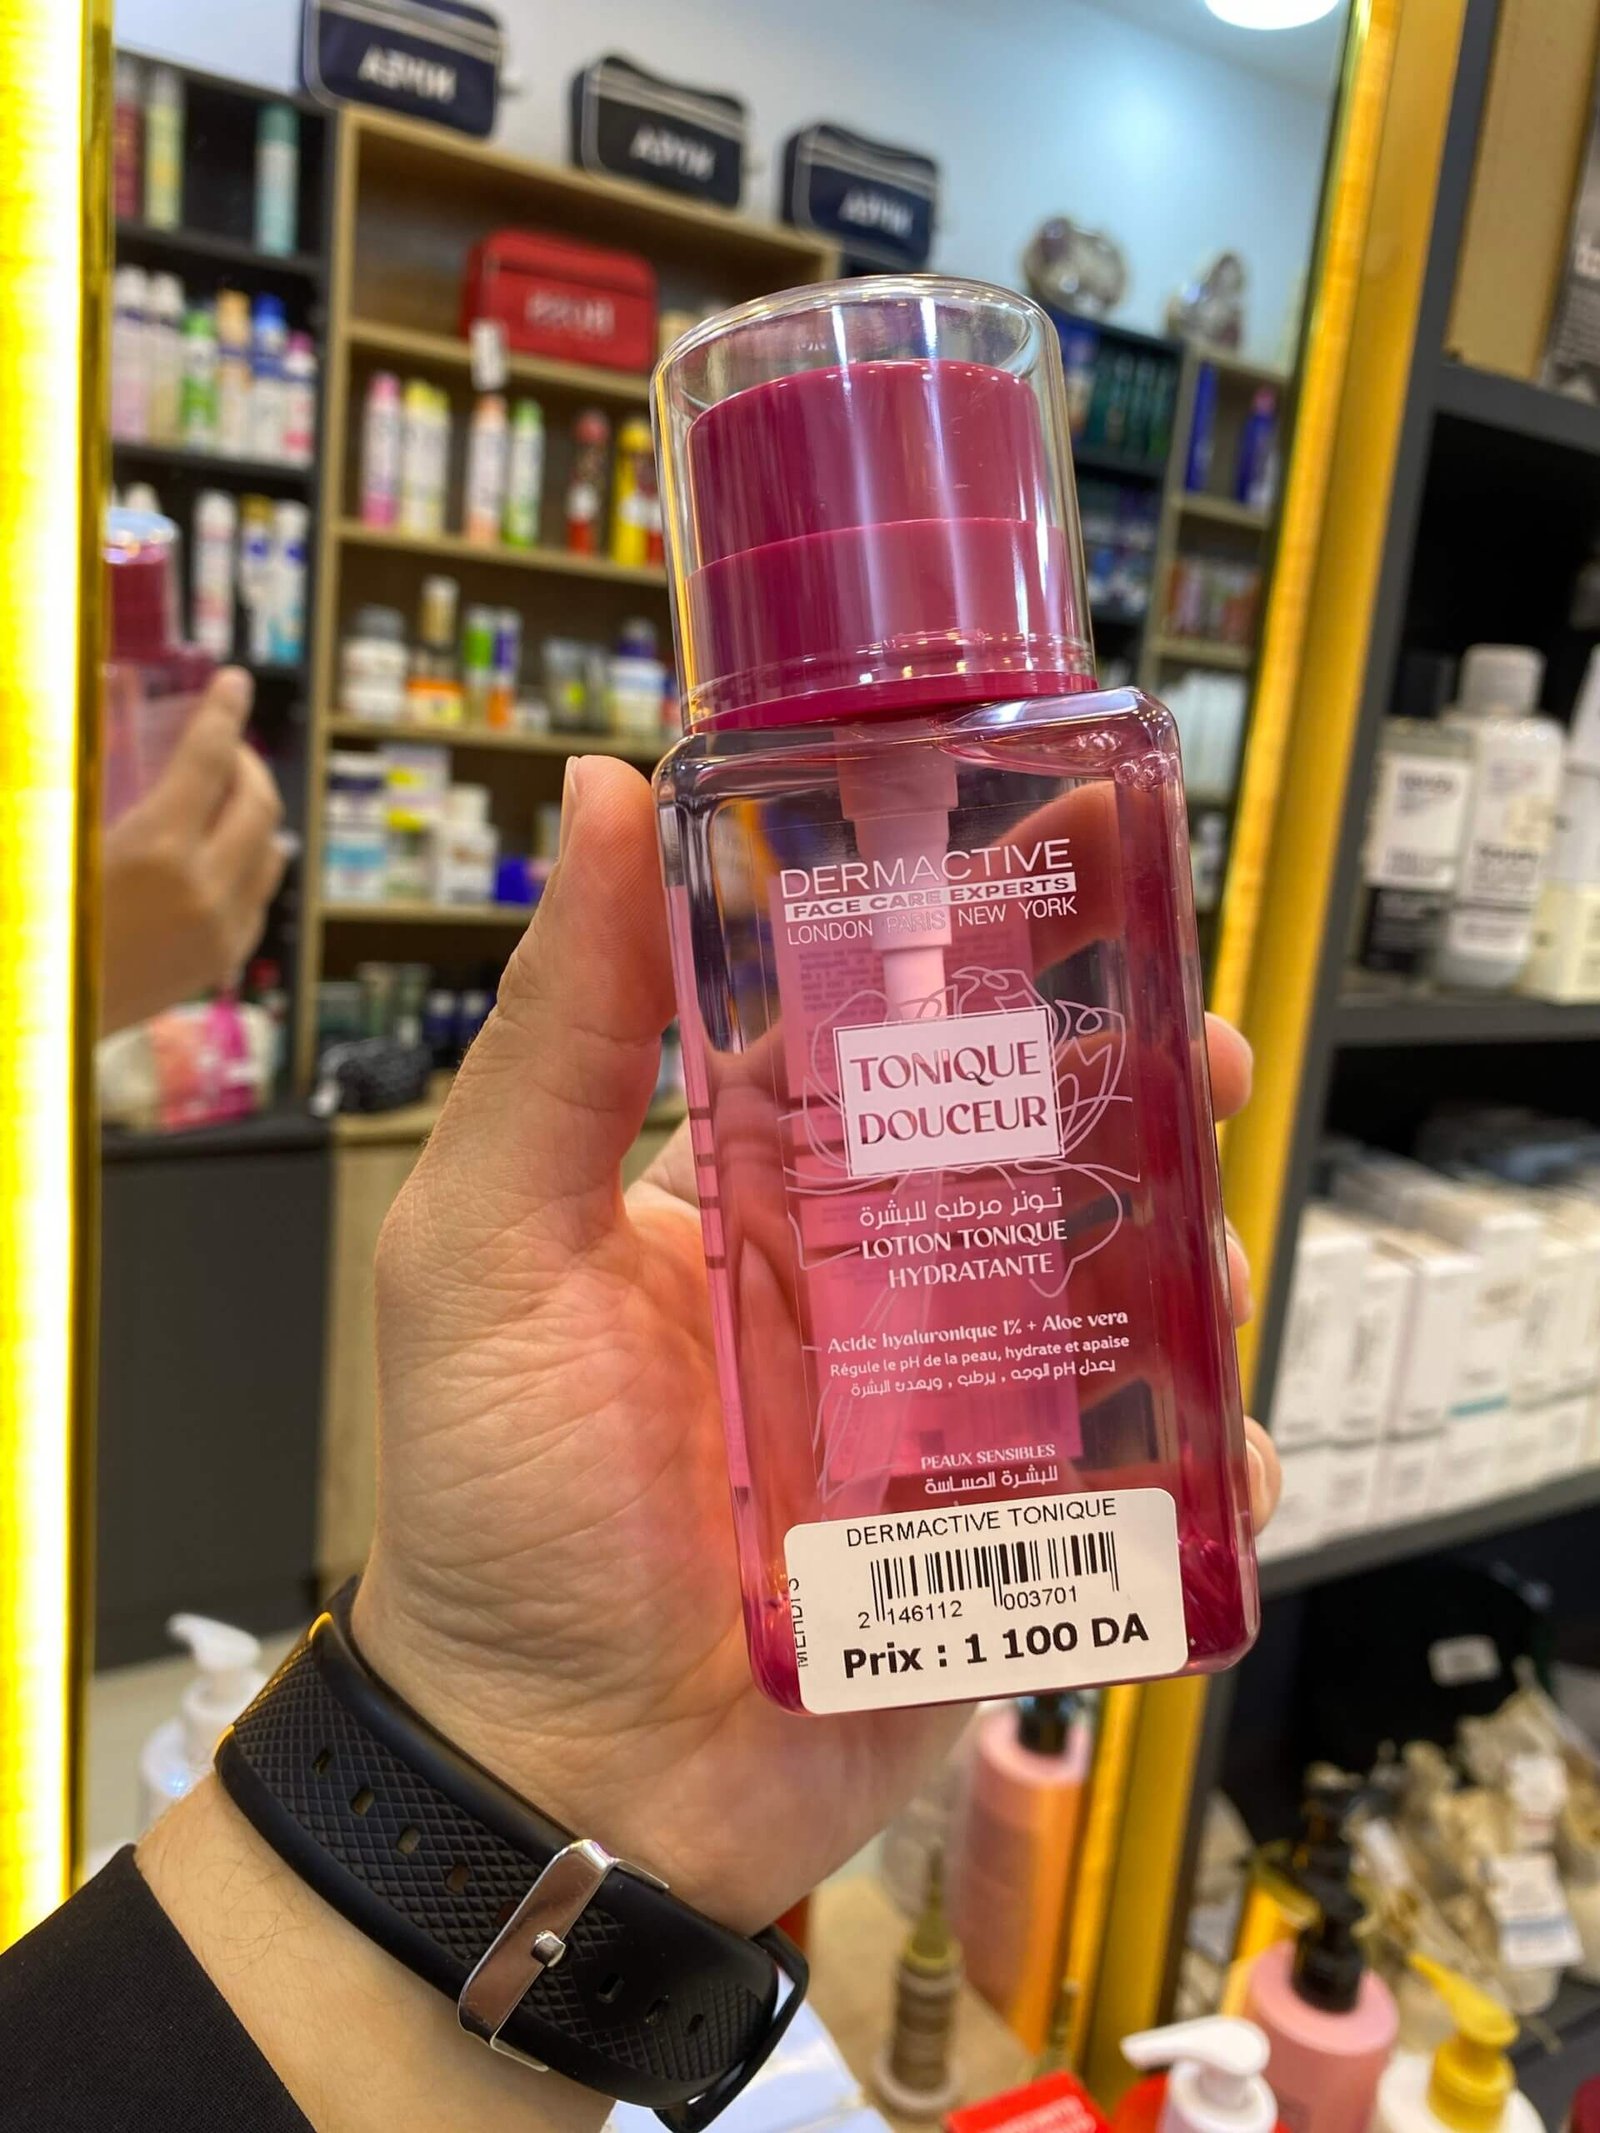 DERMACTIVE
FACE CARE EXPERTS
LONDON PARIS NEW YORK
TONIQUE
DOUCEUR
تونر مرطب للبشرة
LOTION TONIQUE
HYDRATANTE
Acide hyaluronique 1% + Aloe vera
Régule le pH de la peau, hydrate et apaise
يعدل pH الوجه , يرطب , ويهدئ البشرة
PEAUX SENSIBLES
للبشرة الحساسة
DERMACTIVE TONIQUE
2 146112 003701
Prix : 1 100 DA